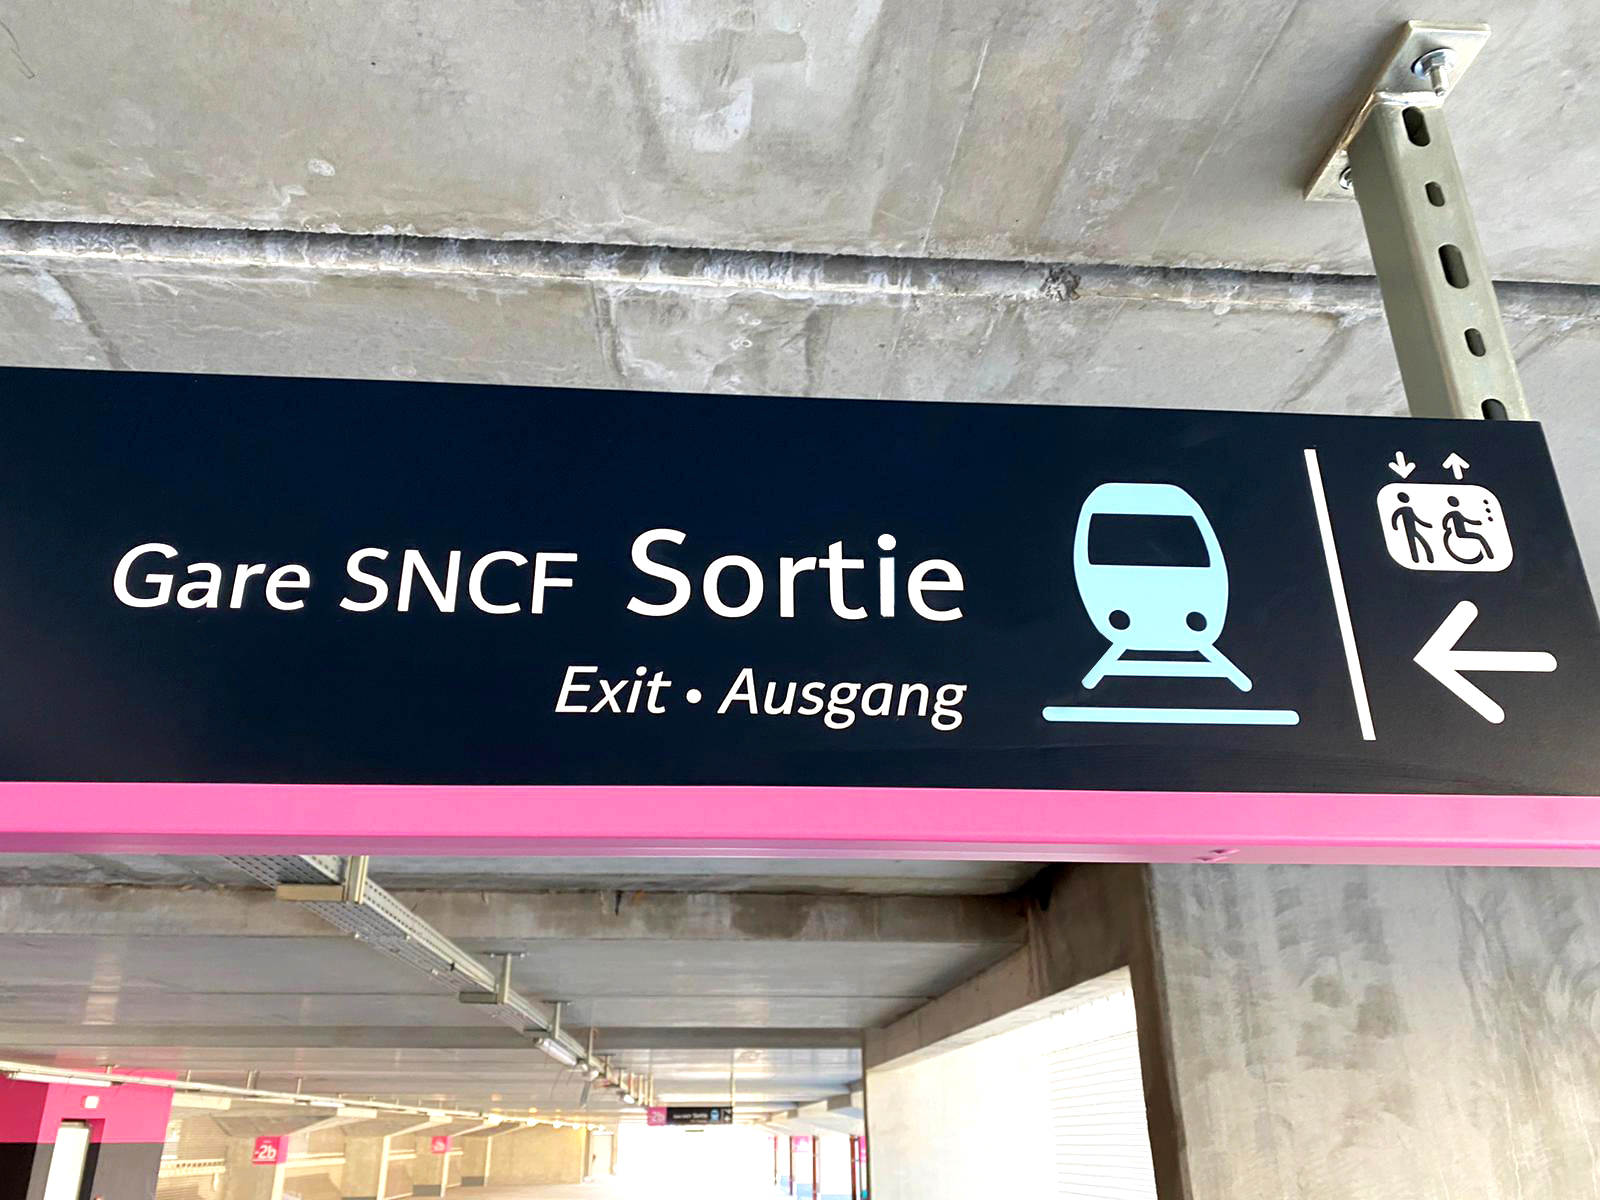 Gare SNCF Sortie
Exit • Ausgang
-2b